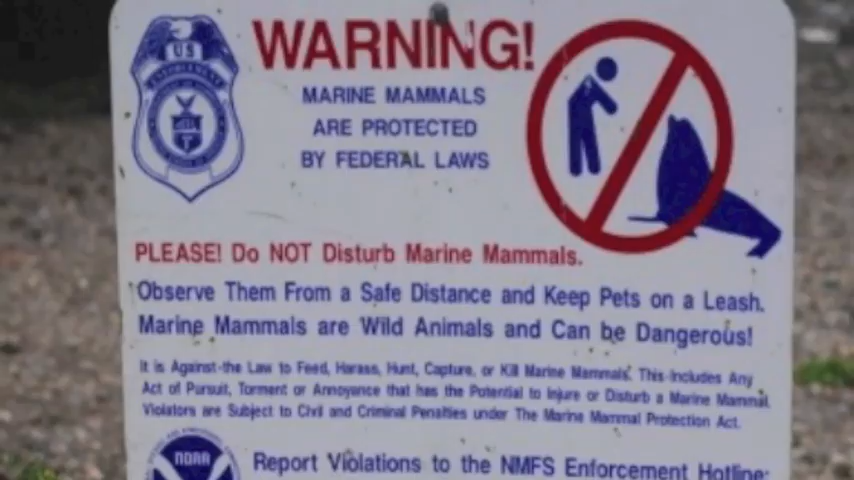 US
ENFORCEMENT
WARNING!
MARINE MAMMALS
ARE PROTECTED
BY FEDERAL LAWS
PLEASE! Do NOT Disturb Marine Mammals.
Observe Them From a Safe Distance and Keep Pets on a Leash.
Marine Mammals are Wild Animals and Can be Dangerous!
It is Against the Law to Feed, Harass, Hunt, Capture, or Kill Marine Mammals. This Includes Any
Act of Pursuit, Torment or Annoyance that has the Potential to Injure or Disturb a Marine Mammal.
Violators are Subject to Civil and Criminal Penalties under The Marine Mammal Protection Act.
NOAA
Report Violations to the NMFS Enforcement Hotline: